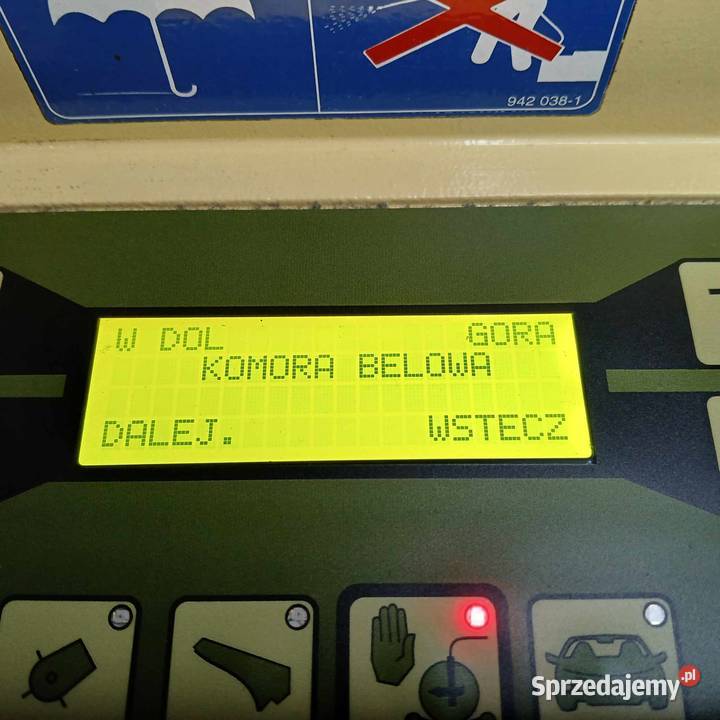 942 038-1
W DOL GORA
KOMORA BELOWA
DALEJ. WSTECZ
Sprzedajemy.pl